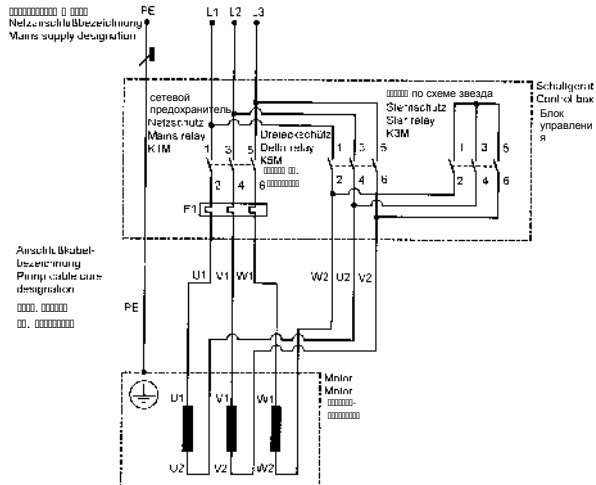 PE
L1 L2 L3
Netzanschlußbezeichnung
Mains supply designation
сетевой
предохранитель
Netzschutz
Mains relay
K1M
Dreieckschütz
Delta relay
K5M
по схеме звезда
Sternschutz
Star relay
K3M
Schaltgerät
Control box
Блок
управлени
я
1 3 5
2 4 6
1 3 5
2 4 6
1 3 5
2 4 6
F1
Anschlußkabel-
bezeichnung
Pump cable core
designation
U1 V1 W1 W2 U2 V2
PE
Motor
Motor
U1 V1 W1
U2 V2 W2